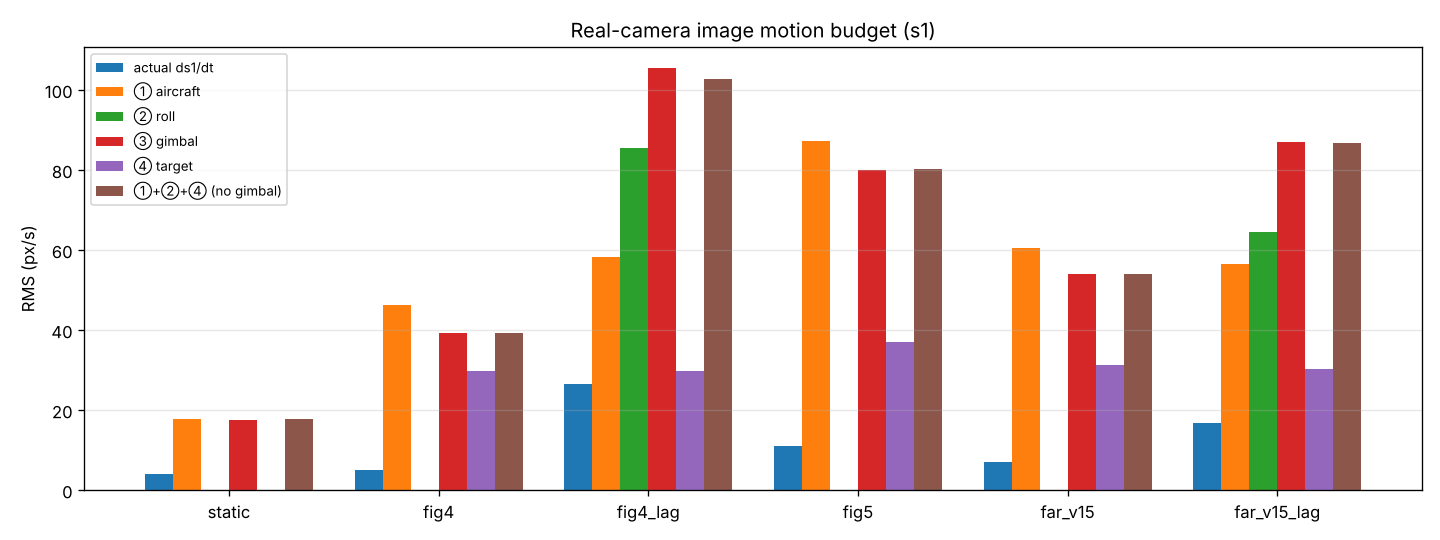 Real-camera image motion budget (s1)
actual ds1/dt
① aircraft
② roll
③ gimbal
④ target
①+②+④ (no gimbal)
RMS (px/s)
100
80
60
40
20
0
static fig4 fig4_lag fig5 far_v15 far_v15_lag